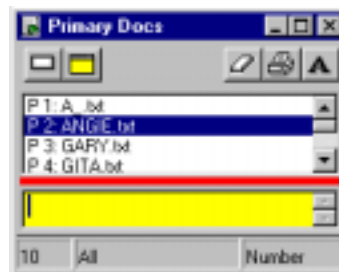 Primary Docs
A
P 1: A_.txt
P 2: ANGIE.txt
P 3: GARY.txt
P 4: GITA.txt
10 All Number